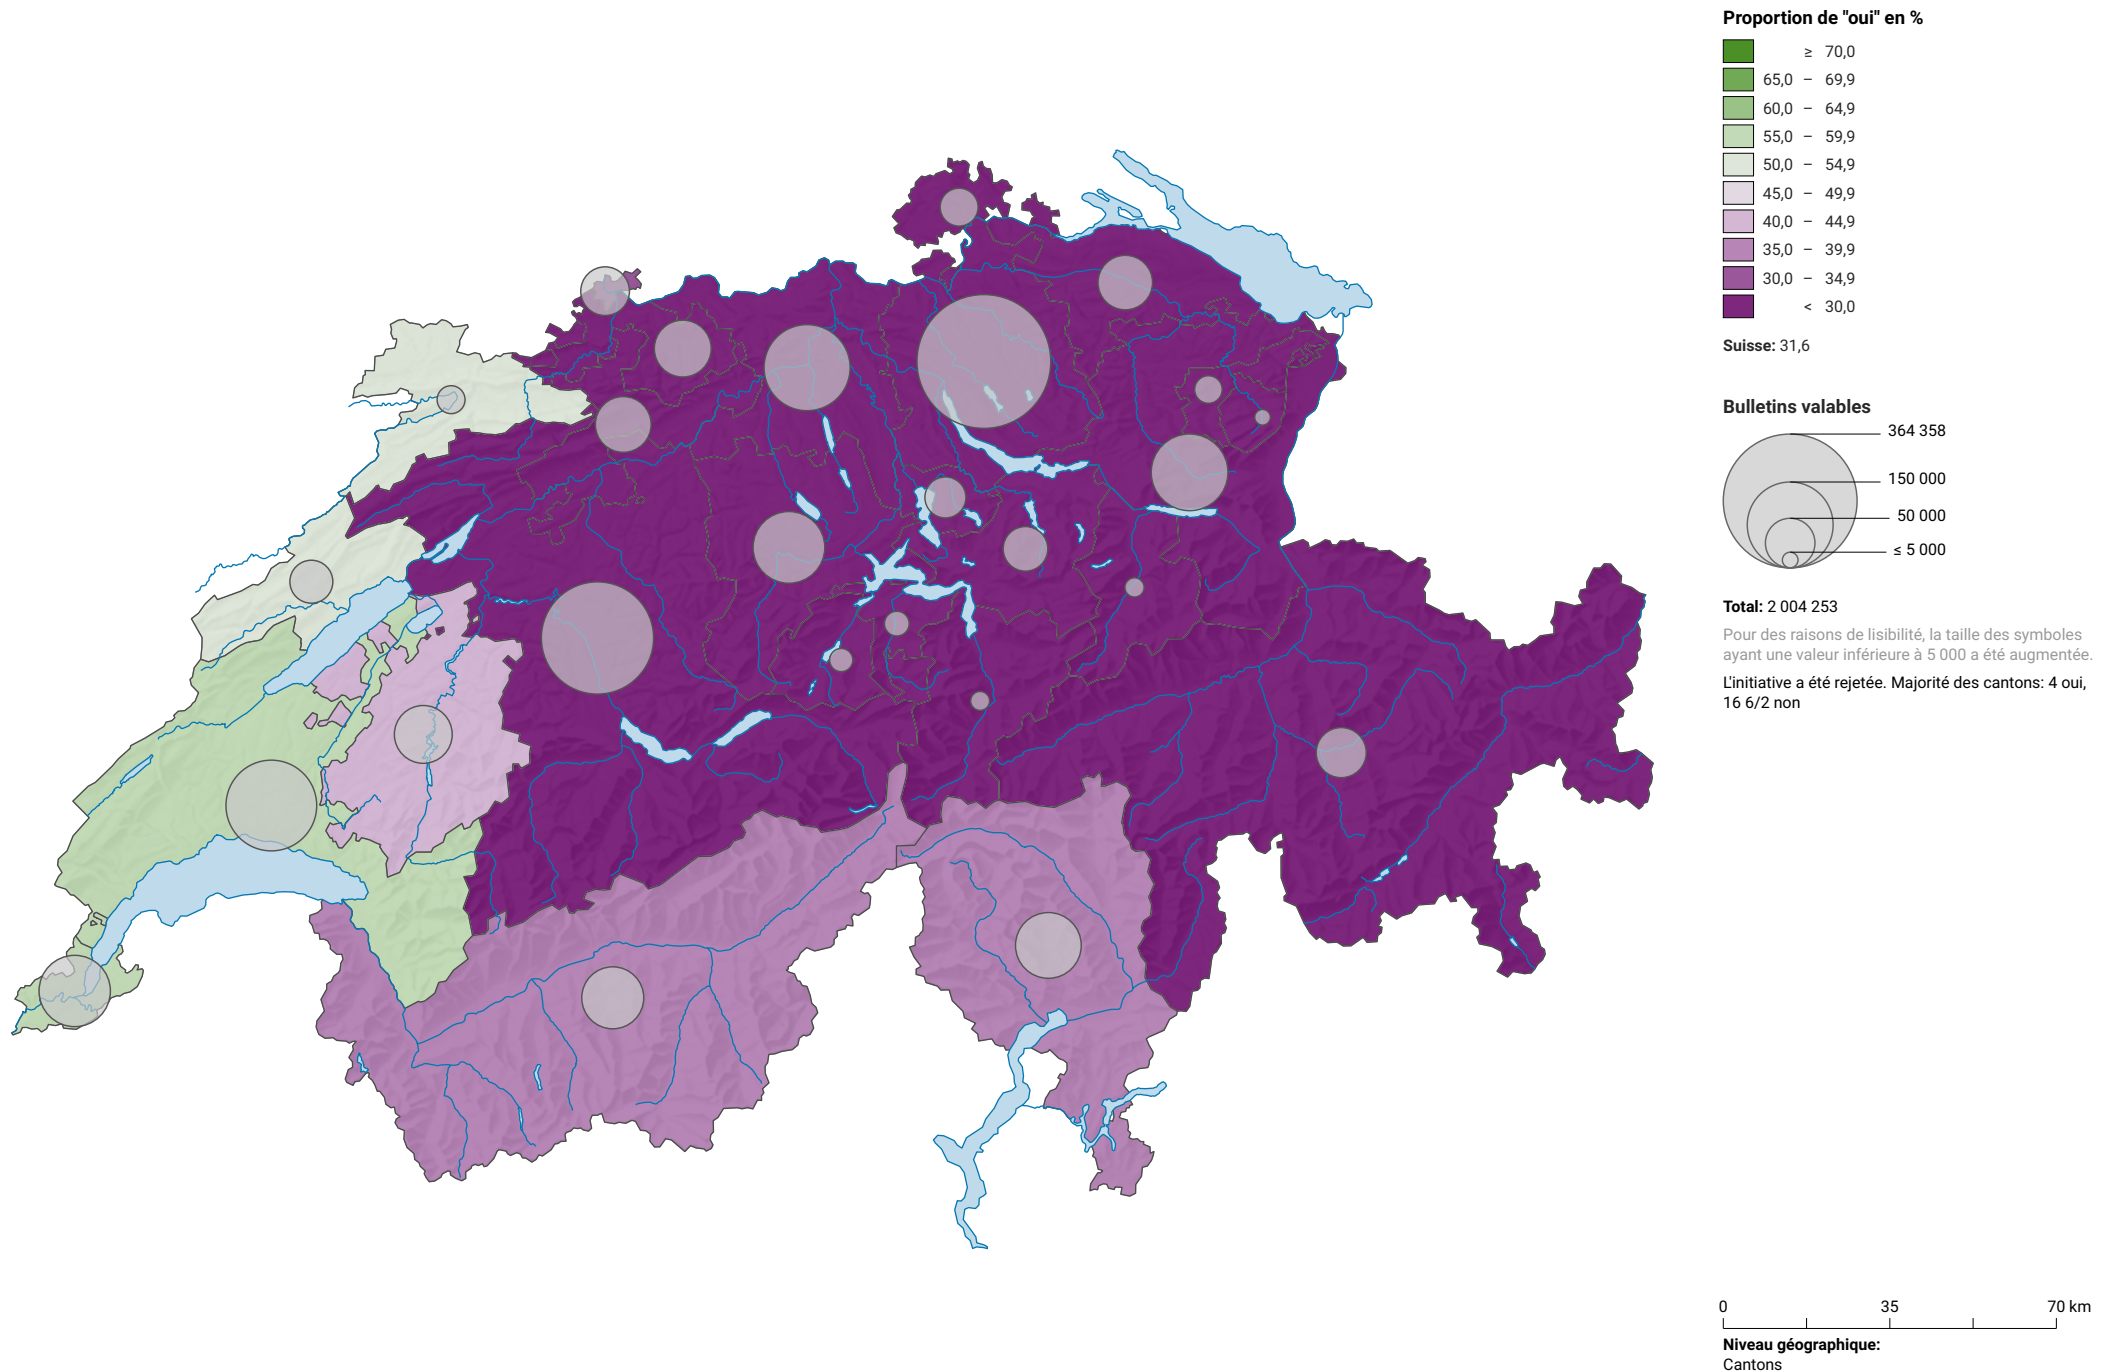 Proportion de "oui" en %
≥ 70,0
65,0 – 69,9
60,0 – 64,9
55,0 – 59,9
50,0 – 54,9
45,0 – 49,9
40,0 – 44,9
35,0 – 39,9
30,0 – 34,9
< 30,0
Suisse: 31,6
Bulletins valables
364 358
150 000
50 000
≤ 5 000
Total: 2 004 253
Pour des raisons de lisibilité, la taille des symboles
ayant une valeur inférieure à 5 000 a été augmentée.
L'initiative a été rejetée. Majorité des cantons: 4 oui,
16 6/2 non
0 35 70 km
Niveau géographique:
Cantons